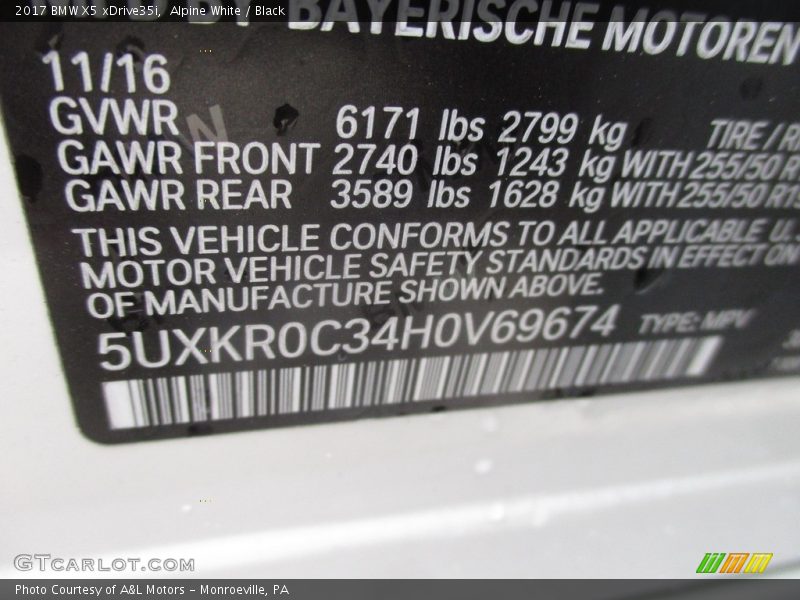 2017 BMW X5 xDrive35i, Alpine White / Black
BY BAYERISCHE MOTOREN
11/16
GVWR 6171 lbs 2799 kg TIRE/RI
GAWR FRONT 2740 lbs 1243 kg WITH 255/50 R
GAWR REAR 3589 lbs 1628 kg WITH 255/50 R19
THIS VEHICLE CONFORMS TO ALL APPLICABLE U.
MOTOR VEHICLE SAFETY STANDARDS IN EFFECT ON
OF MANUFACTURE SHOWN ABOVE.
5UXKR0C34H0V69674 TYPE: MPV
GTCARLOT.COM
Photo Courtesy of A&L Motors – Monroeville, PA